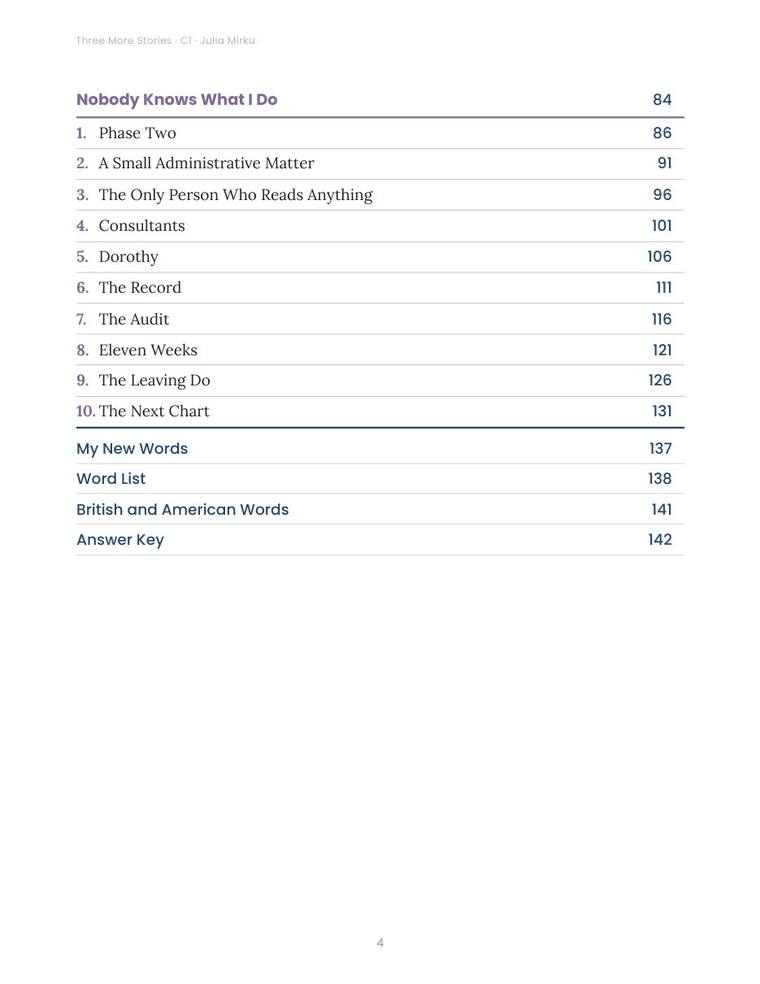 Three More Stories · C1 · Julia Mirku
Nobody Knows What I Do 84
1. Phase Two 86
2. A Small Administrative Matter 91
3. The Only Person Who Reads Anything 96
4. Consultants 101
5. Dorothy 106
6. The Record 111
7. The Audit 116
8. Eleven Weeks 121
9. The Leaving Do 126
10. The Next Chart 131
My New Words 137
Word List 138
British and American Words 141
Answer Key 142
4